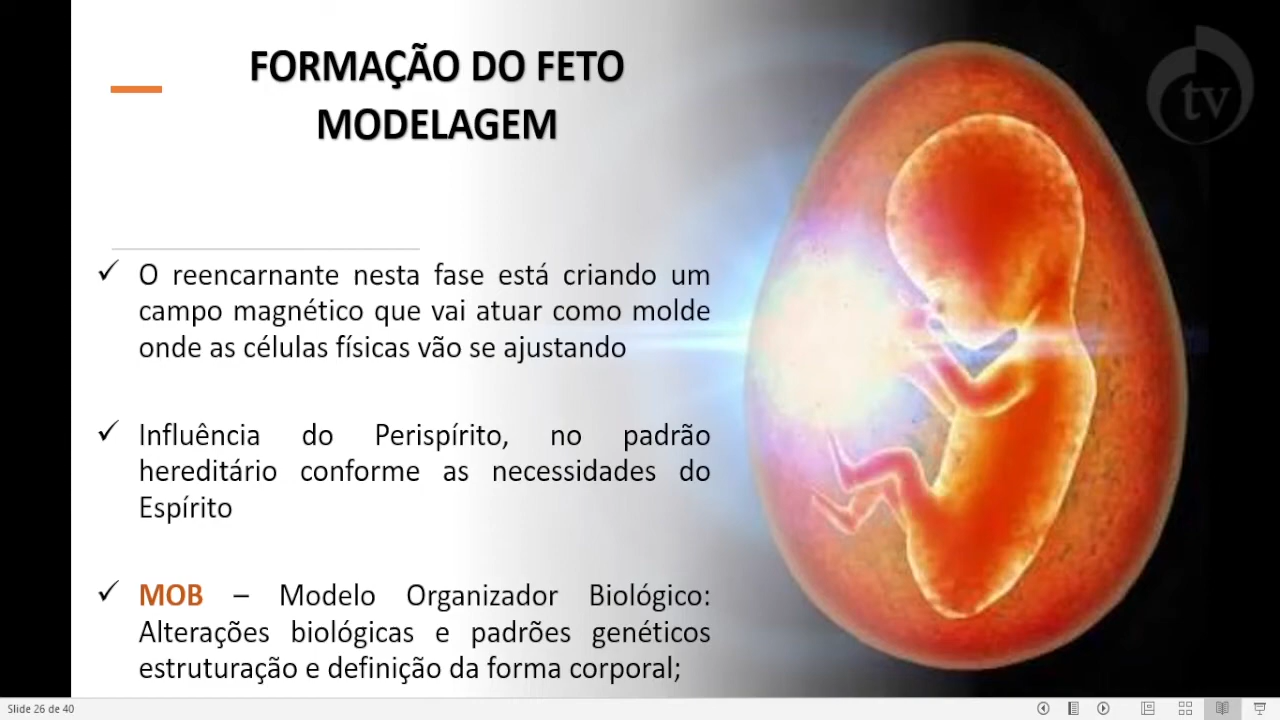 FORMAÇÃO DO FETO
MODELAGEM
tv
✓ O reencarnante nesta fase está criando um
campo magnético que vai atuar como molde
onde as células físicas vão se ajustando
✓ Influência do Perispírito, no padrão
hereditário conforme as necessidades do
Espírito
✓ MOB – Modelo Organizador Biológico:
Alterações biológicas e padrões genéticos
estruturação e definição da forma corporal;
Slide 26 de 40